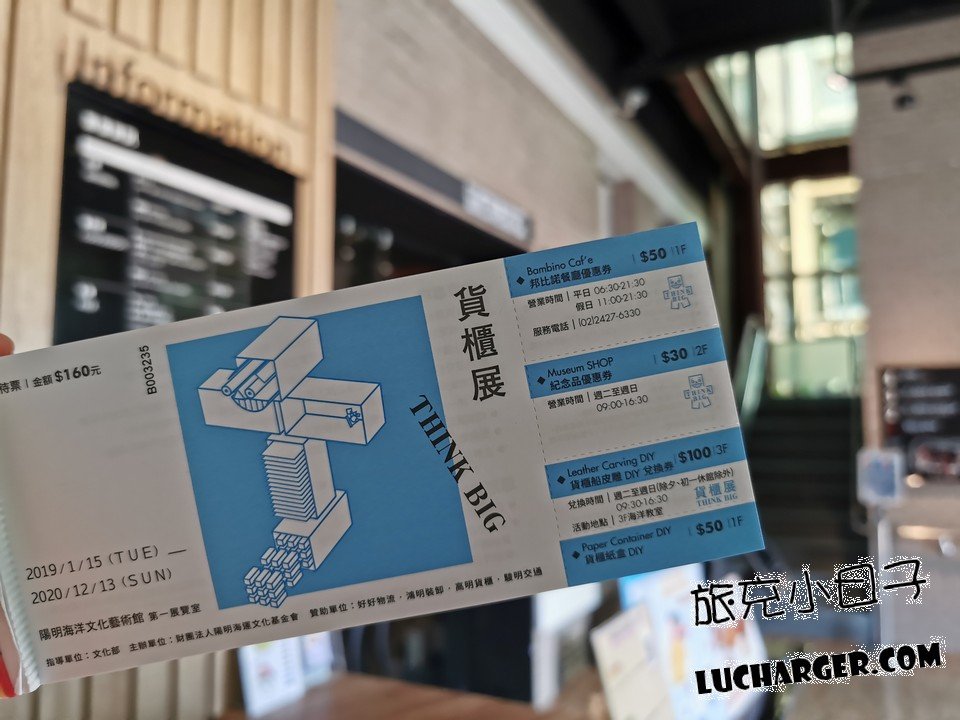 Information
待票 | 金額 $160元
B003235
貨櫃展
THINK BIG
2019/1/15 (TUE) —
2020/12/13 (SUN)
陽明海洋文化藝術館 第一展覽室
指導單位：文化部 主辦單位：財團法人陽明海運文化基金會 贊助單位：好好物流．鴻明裝卸．高明貨櫃．駿明交通
Bambino Caf'e | $50 | 1F
邦比諾餐廳優惠券
營業時間 | 平日 06:30-21:30
假日 11:00-21:30
服務電話 | (02)2427-6330
THINK BIG
Museum SHOP | $30 | 2F
紀念品優惠券
營業時間 | 週二至週日
09:00-16:30
THINK BIG
Leather Carving DIY | $100 | 3F
貨櫃船皮雕 DIY 兌換券
兌換時間 | 週二至週日(除夕、初一休館除外)
09:30-16:30
活動地點 | 3F海洋教室
貨櫃展
THINK BIG
Paper Container DIY | $50 | 1F
貨櫃紙盒 DIY
旅充小日子
LUCHARGER.COM